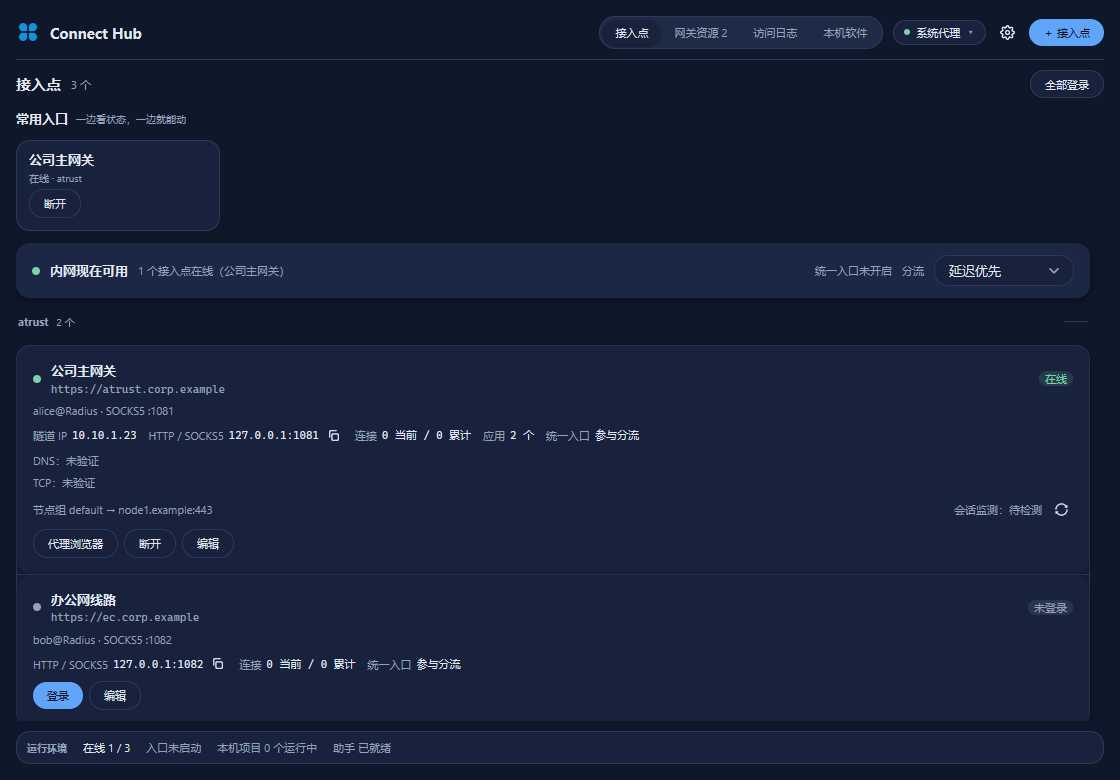 Connect Hub
接入点 网关资源 2 访问日志 本机软件 系统代理 + 接入点
接入点 3 个 全部登录
常用入口 一边看状态，一边就能动
公司主网关
在线 · atrust
断开
内网现在可用 1 个接入点在线（公司主网关） 统一入口未开启 分流 延迟优先
atrust 2 个
公司主网关
https://atrust.corp.example
在线
alice@Radius · SOCKS5 :1081
隧道 IP 10.10.1.23 HTTP / SOCKS5 127.0.0.1:1081 连接 0 当前 / 0 累计 应用 2 个 统一入口 参与分流
DNS：未验证
TCP：未验证
节点组 default → node1.example:443 会话监测：待检测
代理浏览器 断开 编辑
办公网线路
https://ec.corp.example
未登录
bob@Radius · SOCKS5 :1082
HTTP / SOCKS5 127.0.0.1:1082 连接 0 当前 / 0 累计 统一入口 参与分流
登录 编辑
运行环境 在线 1 / 3 入口未启动 本机项目 0 个运行中 助手 已就绪